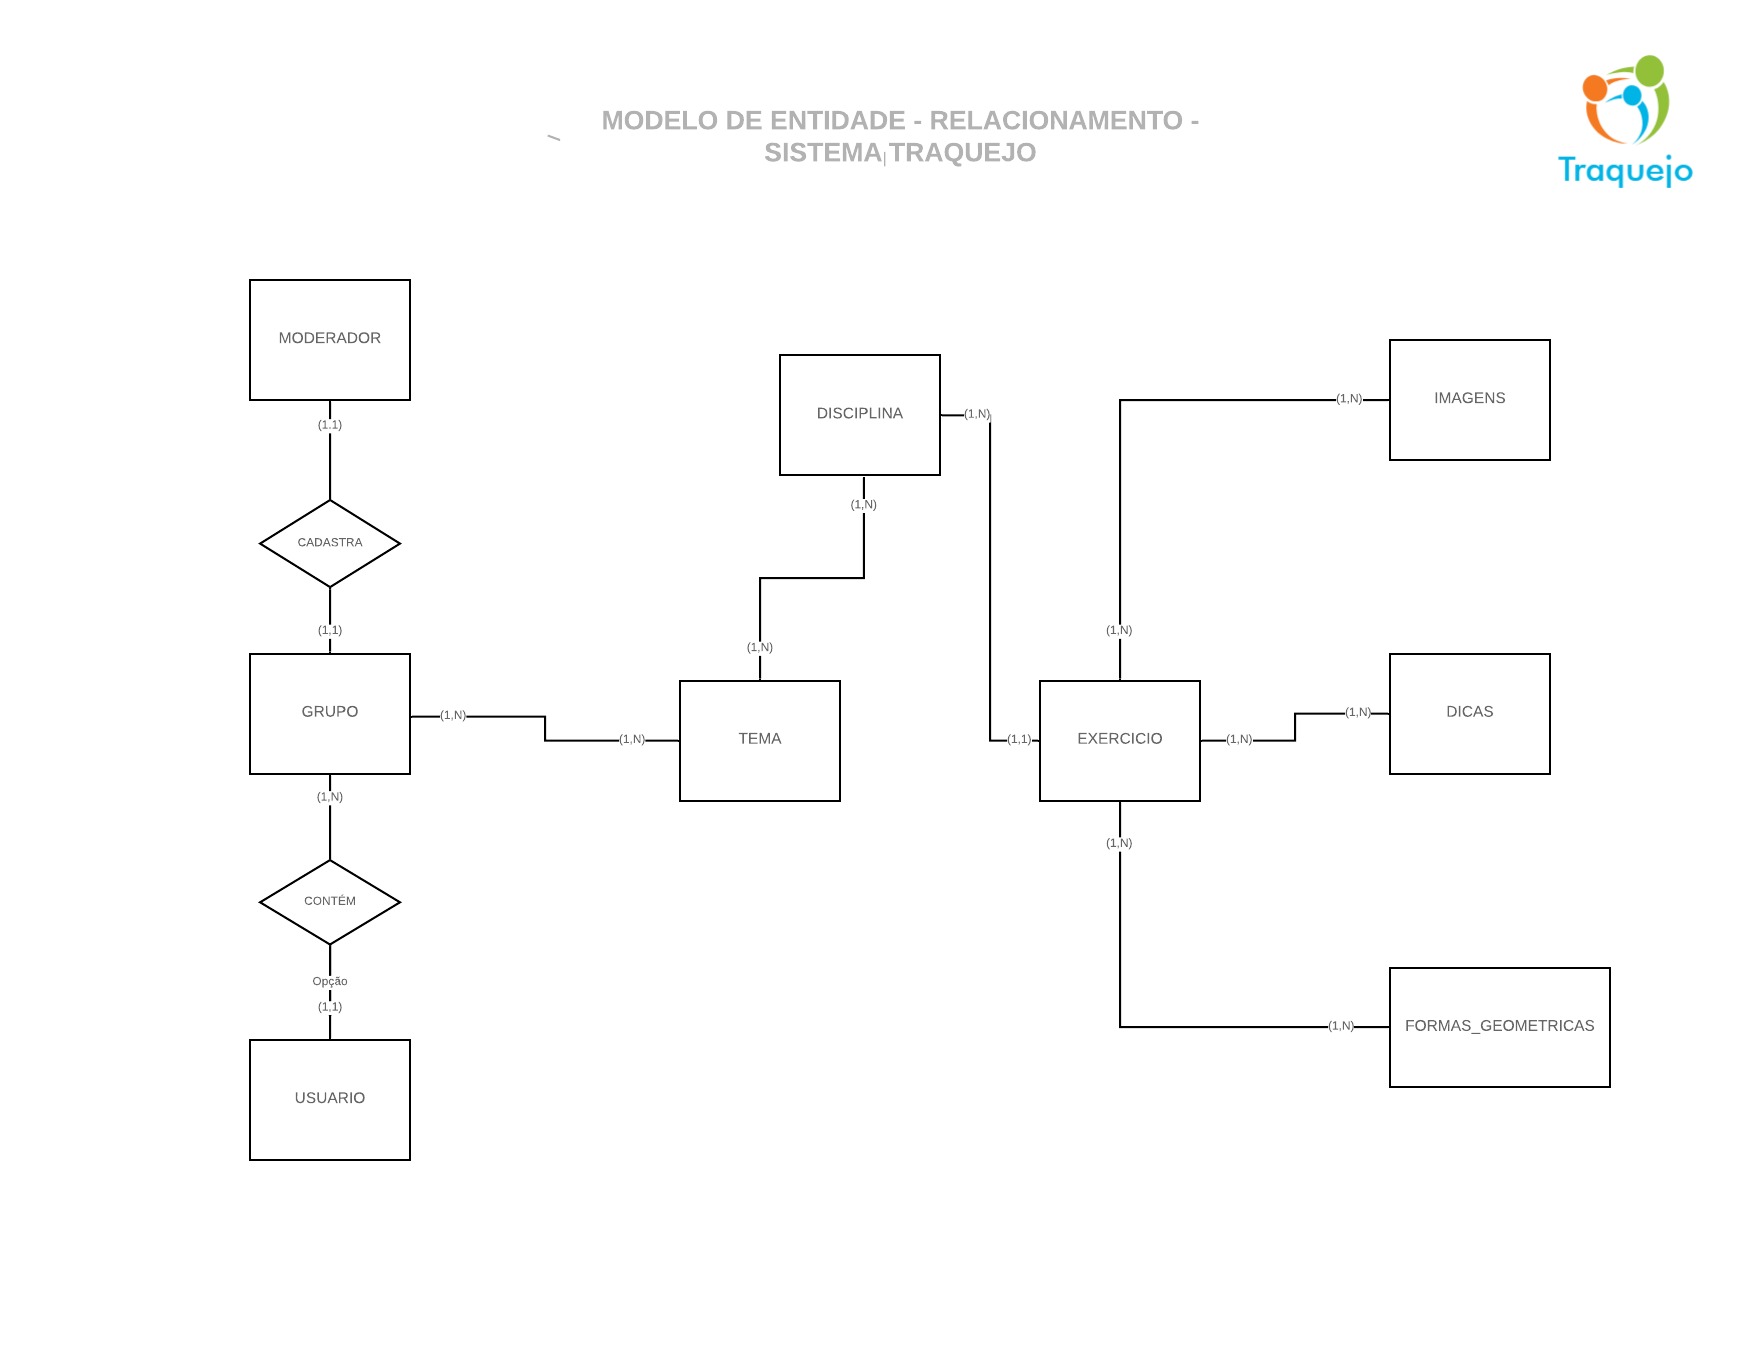 MODELO DE ENTIDADE - RELACIONAMENTO -
SISTEMA TRAQUEJO
Traquejo
MODERADOR
(1.1)
CADASTRA
(1,1)
GRUPO
(1,N)
(1,N)
TEMA
(1,N)
(1,N)
DISCIPLINA
(1,N)
(1,1)
EXERCICIO
(1,N)
(1,N)
IMAGENS
(1,N)
(1,N)
DICAS
(1,N)
(1,N)
FORMAS_GEOMETRICAS
(1,N)
CONTÉM
Opção
(1,1)
USUARIO